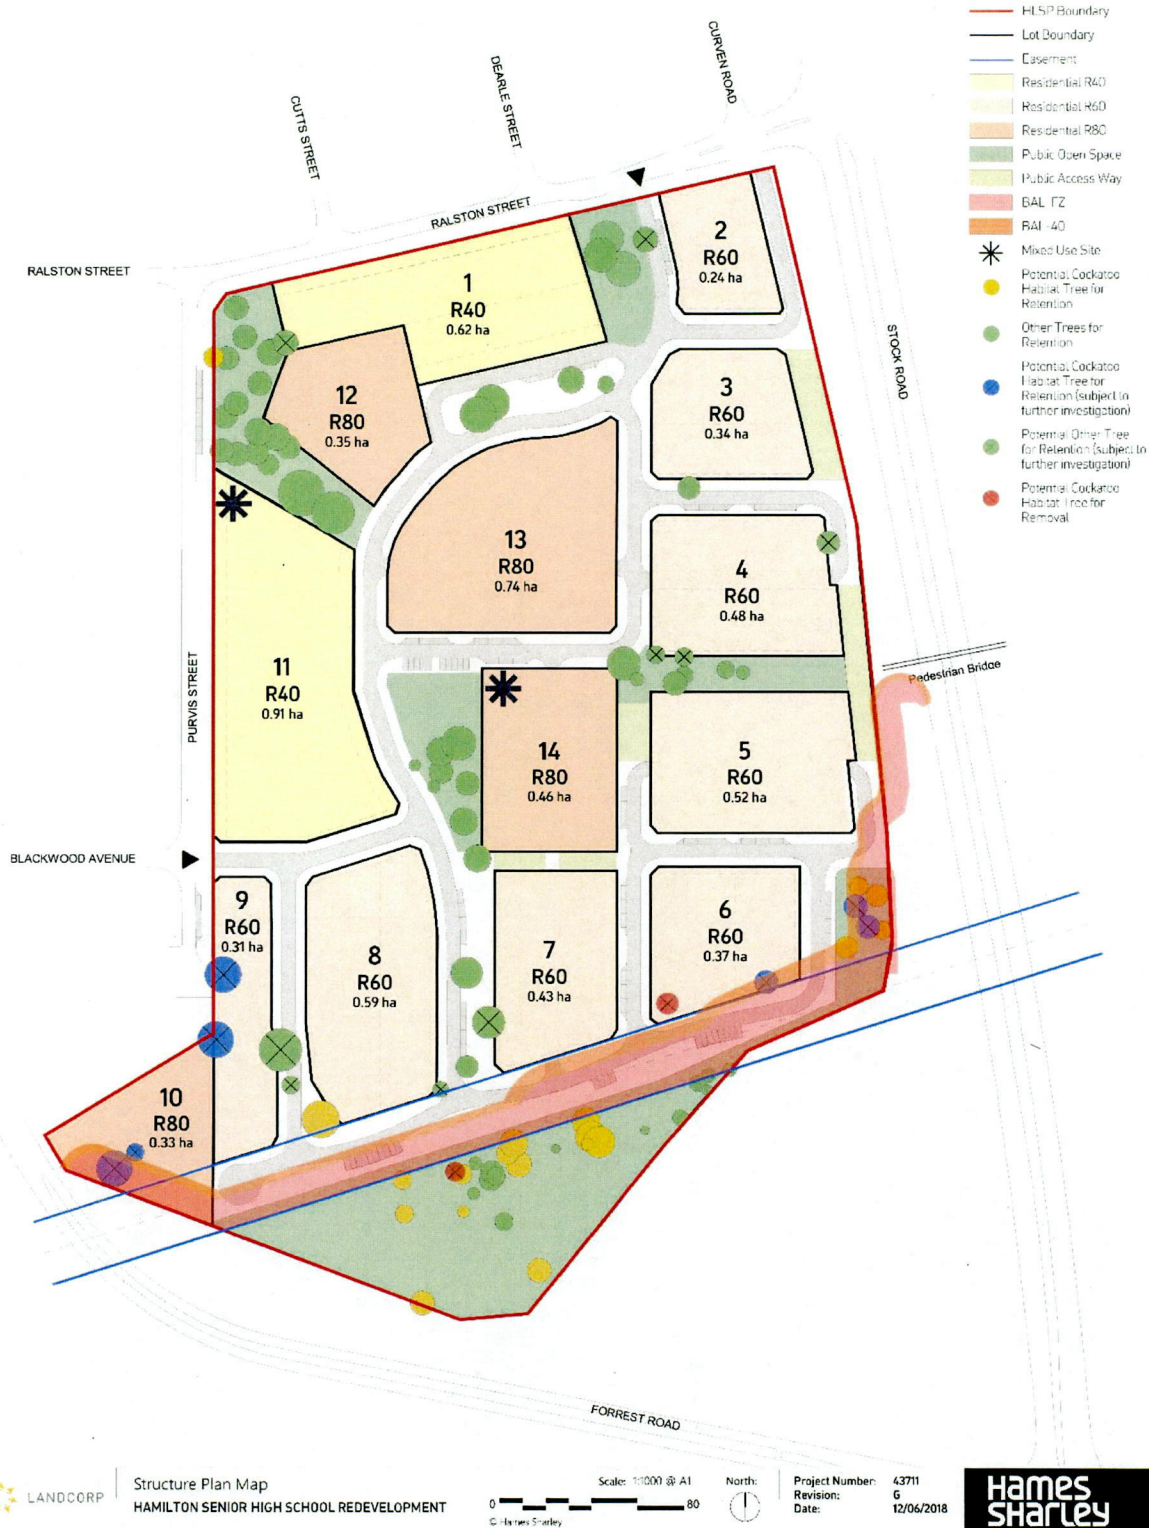 HLSP Boundary
Lot Boundary
Easement
Residential R40
Residential R60
Residential R80
Public Open Space
Public Access Way
BAL-FZ
BAL-40
Mixed Use Site
Potential Cockatoo
Habitat Tree for
Retention
Other Trees for
Retention
Potential Cockatoo
Habitat Tree for
Retention (subject to
further investigation)
Potential Other Tree
for Retention (subject to
further investigation)
Potential Cockatoo
Habitat Tree for
Removal
CURVEN ROAD
DEARLE STREET
CUTTS STREET
RALSTON STREET
RALSTON STREET
STOCK ROAD
PURVIS STREET
BLACKWOOD AVENUE
Pedestrian Bridge
FORREST ROAD
1
R40
0.62 ha
2
R60
0.24 ha
3
R60
0.34 ha
12
R80
0.35 ha
13
R80
0.74 ha
4
R60
0.48 ha
11
R40
0.91 ha
14
R80
0.46 ha
5
R60
0.52 ha
9
R60
0.31 ha
8
R60
0.59 ha
7
R60
0.43 ha
6
R60
0.37 ha
10
R80
0.33 ha
LANDCORP
Structure Plan Map
HAMILTON SENIOR HIGH SCHOOL REDEVELOPMENT
Scale: 1:1000 @ A1
0 80
© Hames Sharley
North:
Project Number: 43711
Revision: G
Date: 12/06/2018
HAMES
SHARLEY